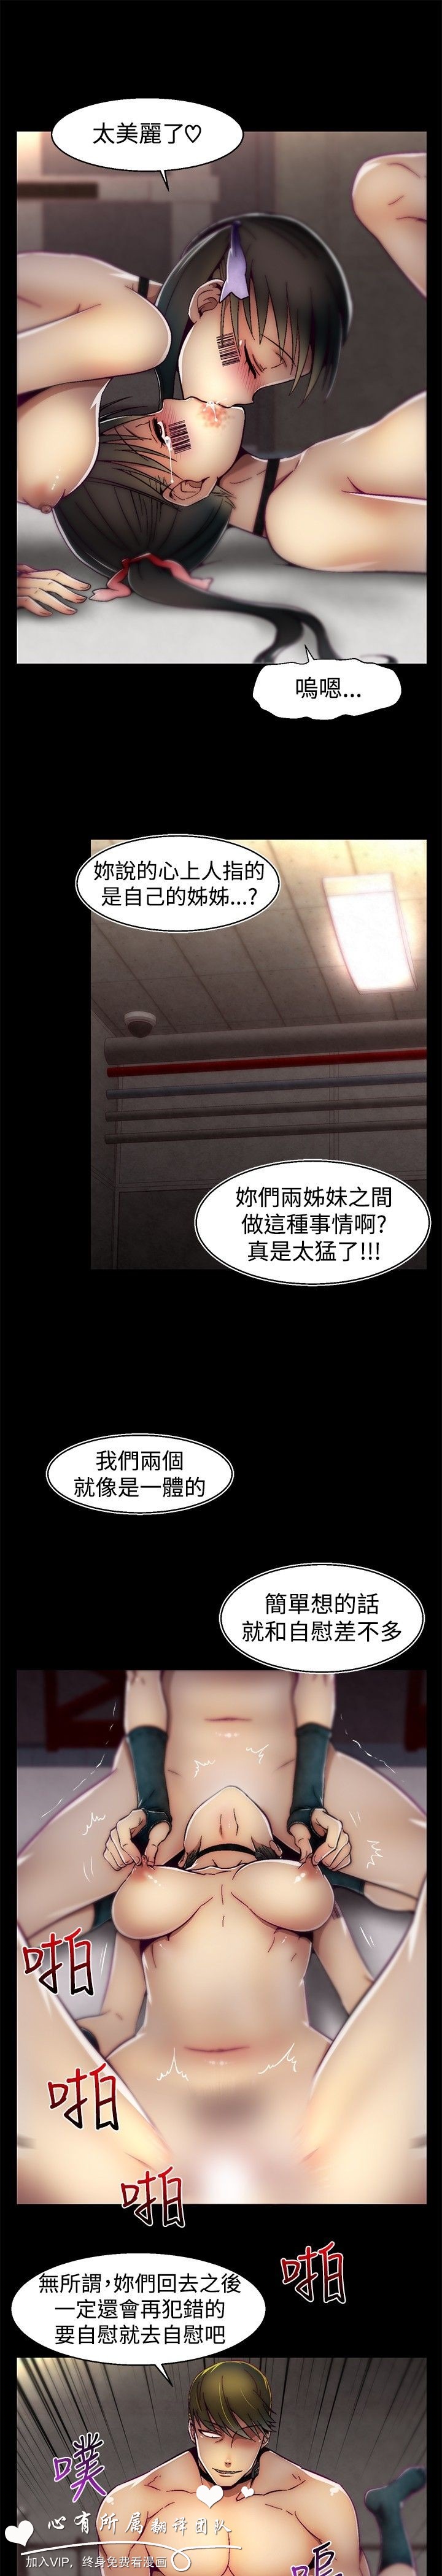 太美麗了♡
嗚嗯...
妳說的心上人指的
是自己的姊姊...?
妳們兩姊妹之間
做這種事情啊?
真是太猛了!!!
我們兩個
就像是一體的
簡單想的話
就和自慰差不多
啪
啪
啪
啪
無所謂,妳們回去之後
一定還會再犯錯的
要自慰就去自慰吧
噗
心有所属翻译团队
加入VIP，终身免费看漫画